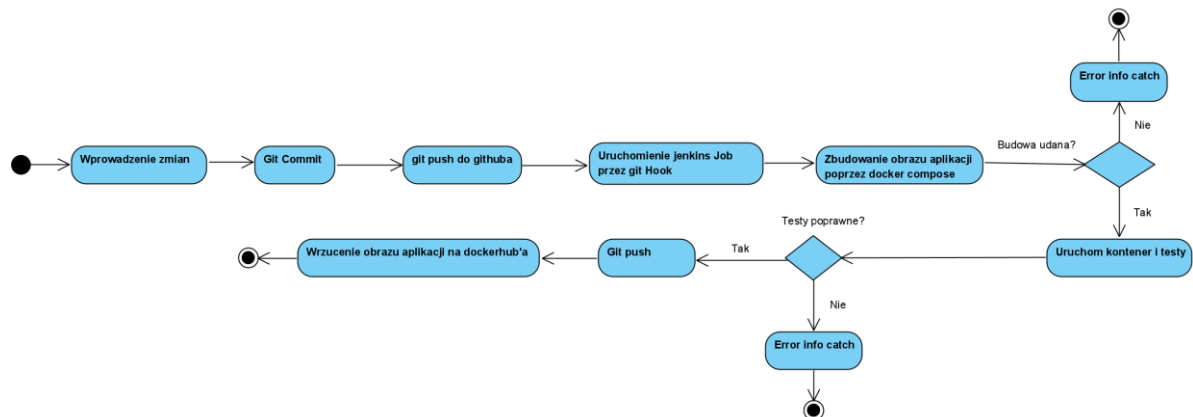 Error info catch
Nie
Wprowadzenie zmian
Git Commit
git push do githuba
Uruchomienie jenkins Job
przez git Hook
Zbudowanie obrazu aplikacji
poprzez docker compose
Budowa udana?
Tak
Uruchom kontener i testy
Testy poprawne?
Tak
Git push
Wrzucenie obrazu aplikacji na dockerhub'a
Nie
Error info catch